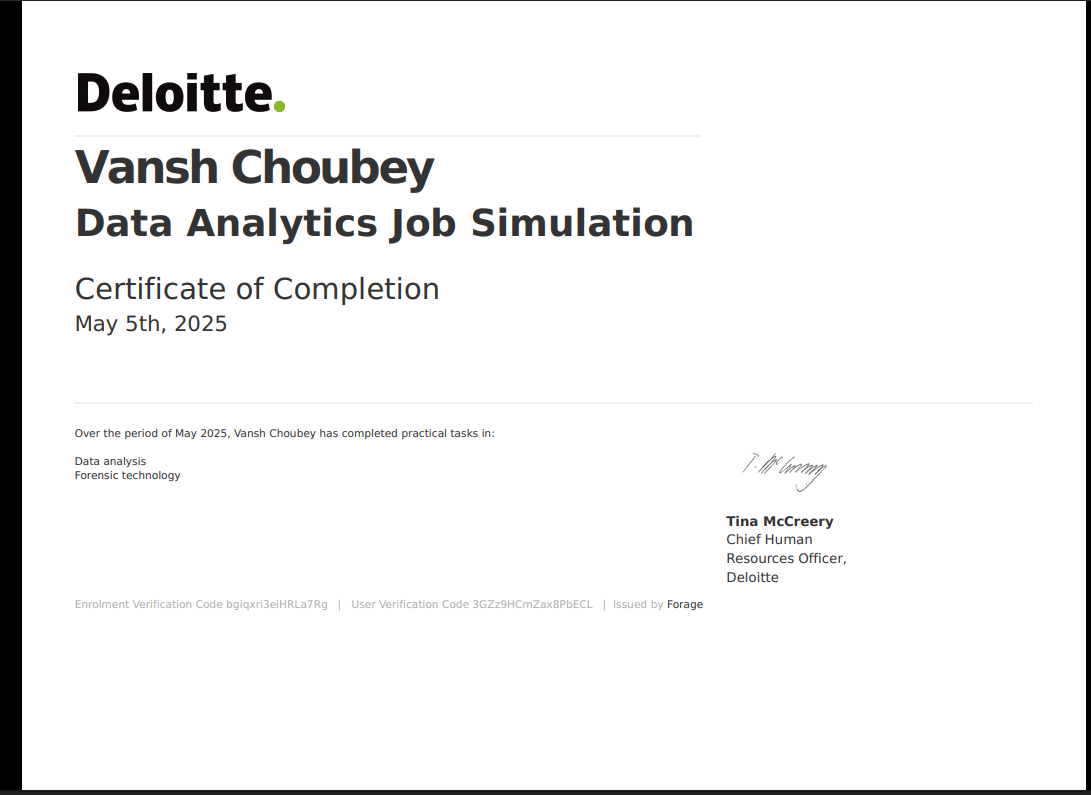 Deloitte.
Vansh Choubey
Data Analytics Job Simulation
Certificate of Completion
May 5th, 2025
Over the period of May 2025, Vansh Choubey has completed practical tasks in:
Data analysis
Forensic technology
T. McCreery
Tina McCreery
Chief Human
Resources Officer,
Deloitte
Enrolment Verification Code bgiqxri3eiHRLa7Rg | User Verification Code 3GZz9HCmZax8PbECL | Issued by Forage